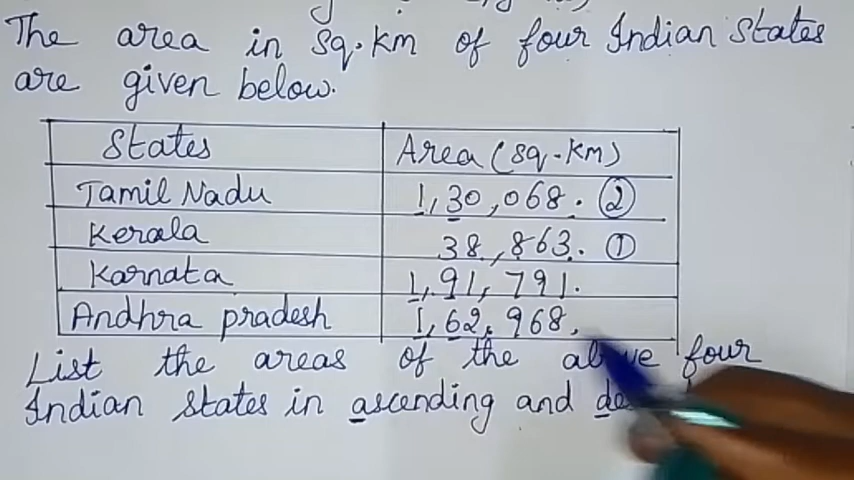 The area in Sq.km of four Indian States
are given below.
States Area (sq.km)
Tamil Nadu 1,30,068. ②
Kerala 38,863. ①
Karnata 1,91,791.
Andhra pradesh 1,62,968.
List the areas of the above four
Indian states in ascending and